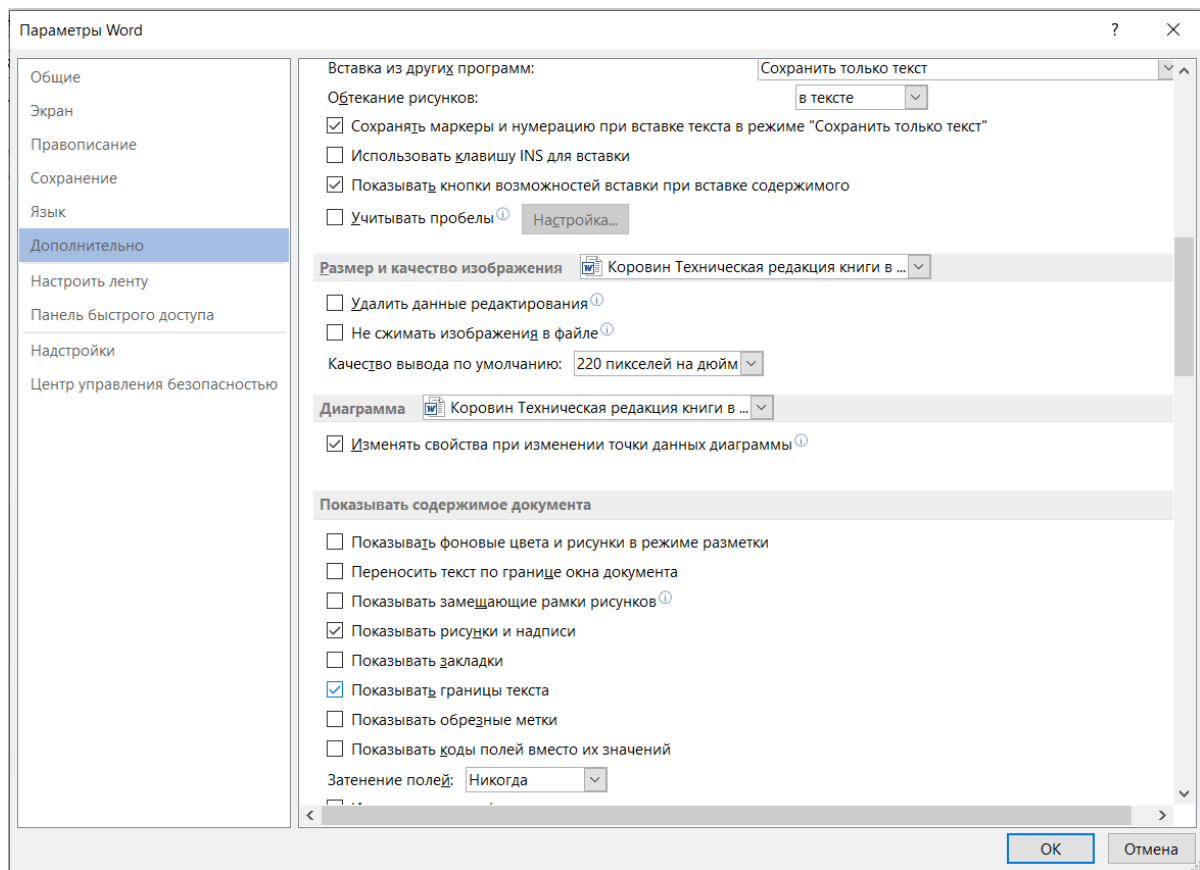 Параметры Word
?
Общие
Экран
Правописание
Сохранение
Язык
Дополнительно
Настроить ленту
Панель быстрого доступа
Надстройки
Центр управления безопасностью
Вставка из других программ: Сохранить только текст
Обтекание рисунков: в тексте
Сохранять маркеры и нумерацию при вставке текста в режиме "Сохранить только текст"
Использовать клавишу INS для вставки
Показывать кнопки возможностей вставки при вставке содержимого
Учитывать пробелы Настройка...
Размер и качество изображения Коровин Техническая редакция книги в ...
Удалить данные редактирования
Не сжимать изображения в файле
Качество вывода по умолчанию: 220 пикселей на дюйм
Диаграмма Коровин Техническая редакция книги в ...
Изменять свойства при изменении точки данных диаграммы
Показывать содержимое документа
Показывать фоновые цвета и рисунки в режиме разметки
Переносить текст по границе окна документа
Показывать замещающие рамки рисунков
Показывать рисунки и надписи
Показывать закладки
Показывать границы текста
Показывать обрезные метки
Показывать коды полей вместо их значений
Затенение полей: Никогда
ОК Отмена